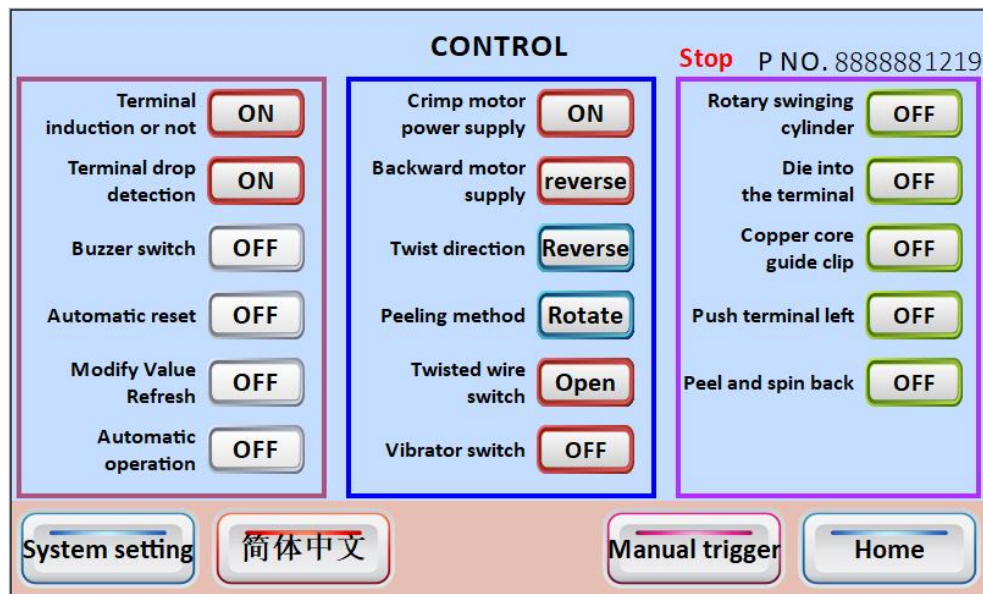 CONTROL
Stop P NO. 8888881219
Terminal
induction or not
ON
Terminal drop
detection
ON
Buzzer switch
OFF
Automatic reset
OFF
Modify Value
Refresh
OFF
Automatic
operation
OFF
Crimp motor
power supply
ON
Backward motor
supply
reverse
Twist direction
Reverse
Peeling method
Rotate
Twisted wire
switch
Open
Vibrator switch
OFF
Rotary swinging
cylinder
OFF
Die into
the terminal
OFF
Copper core
guide clip
OFF
Push terminal left
OFF
Peel and spin back
OFF
System setting
简体中文
Manual trigger
Home